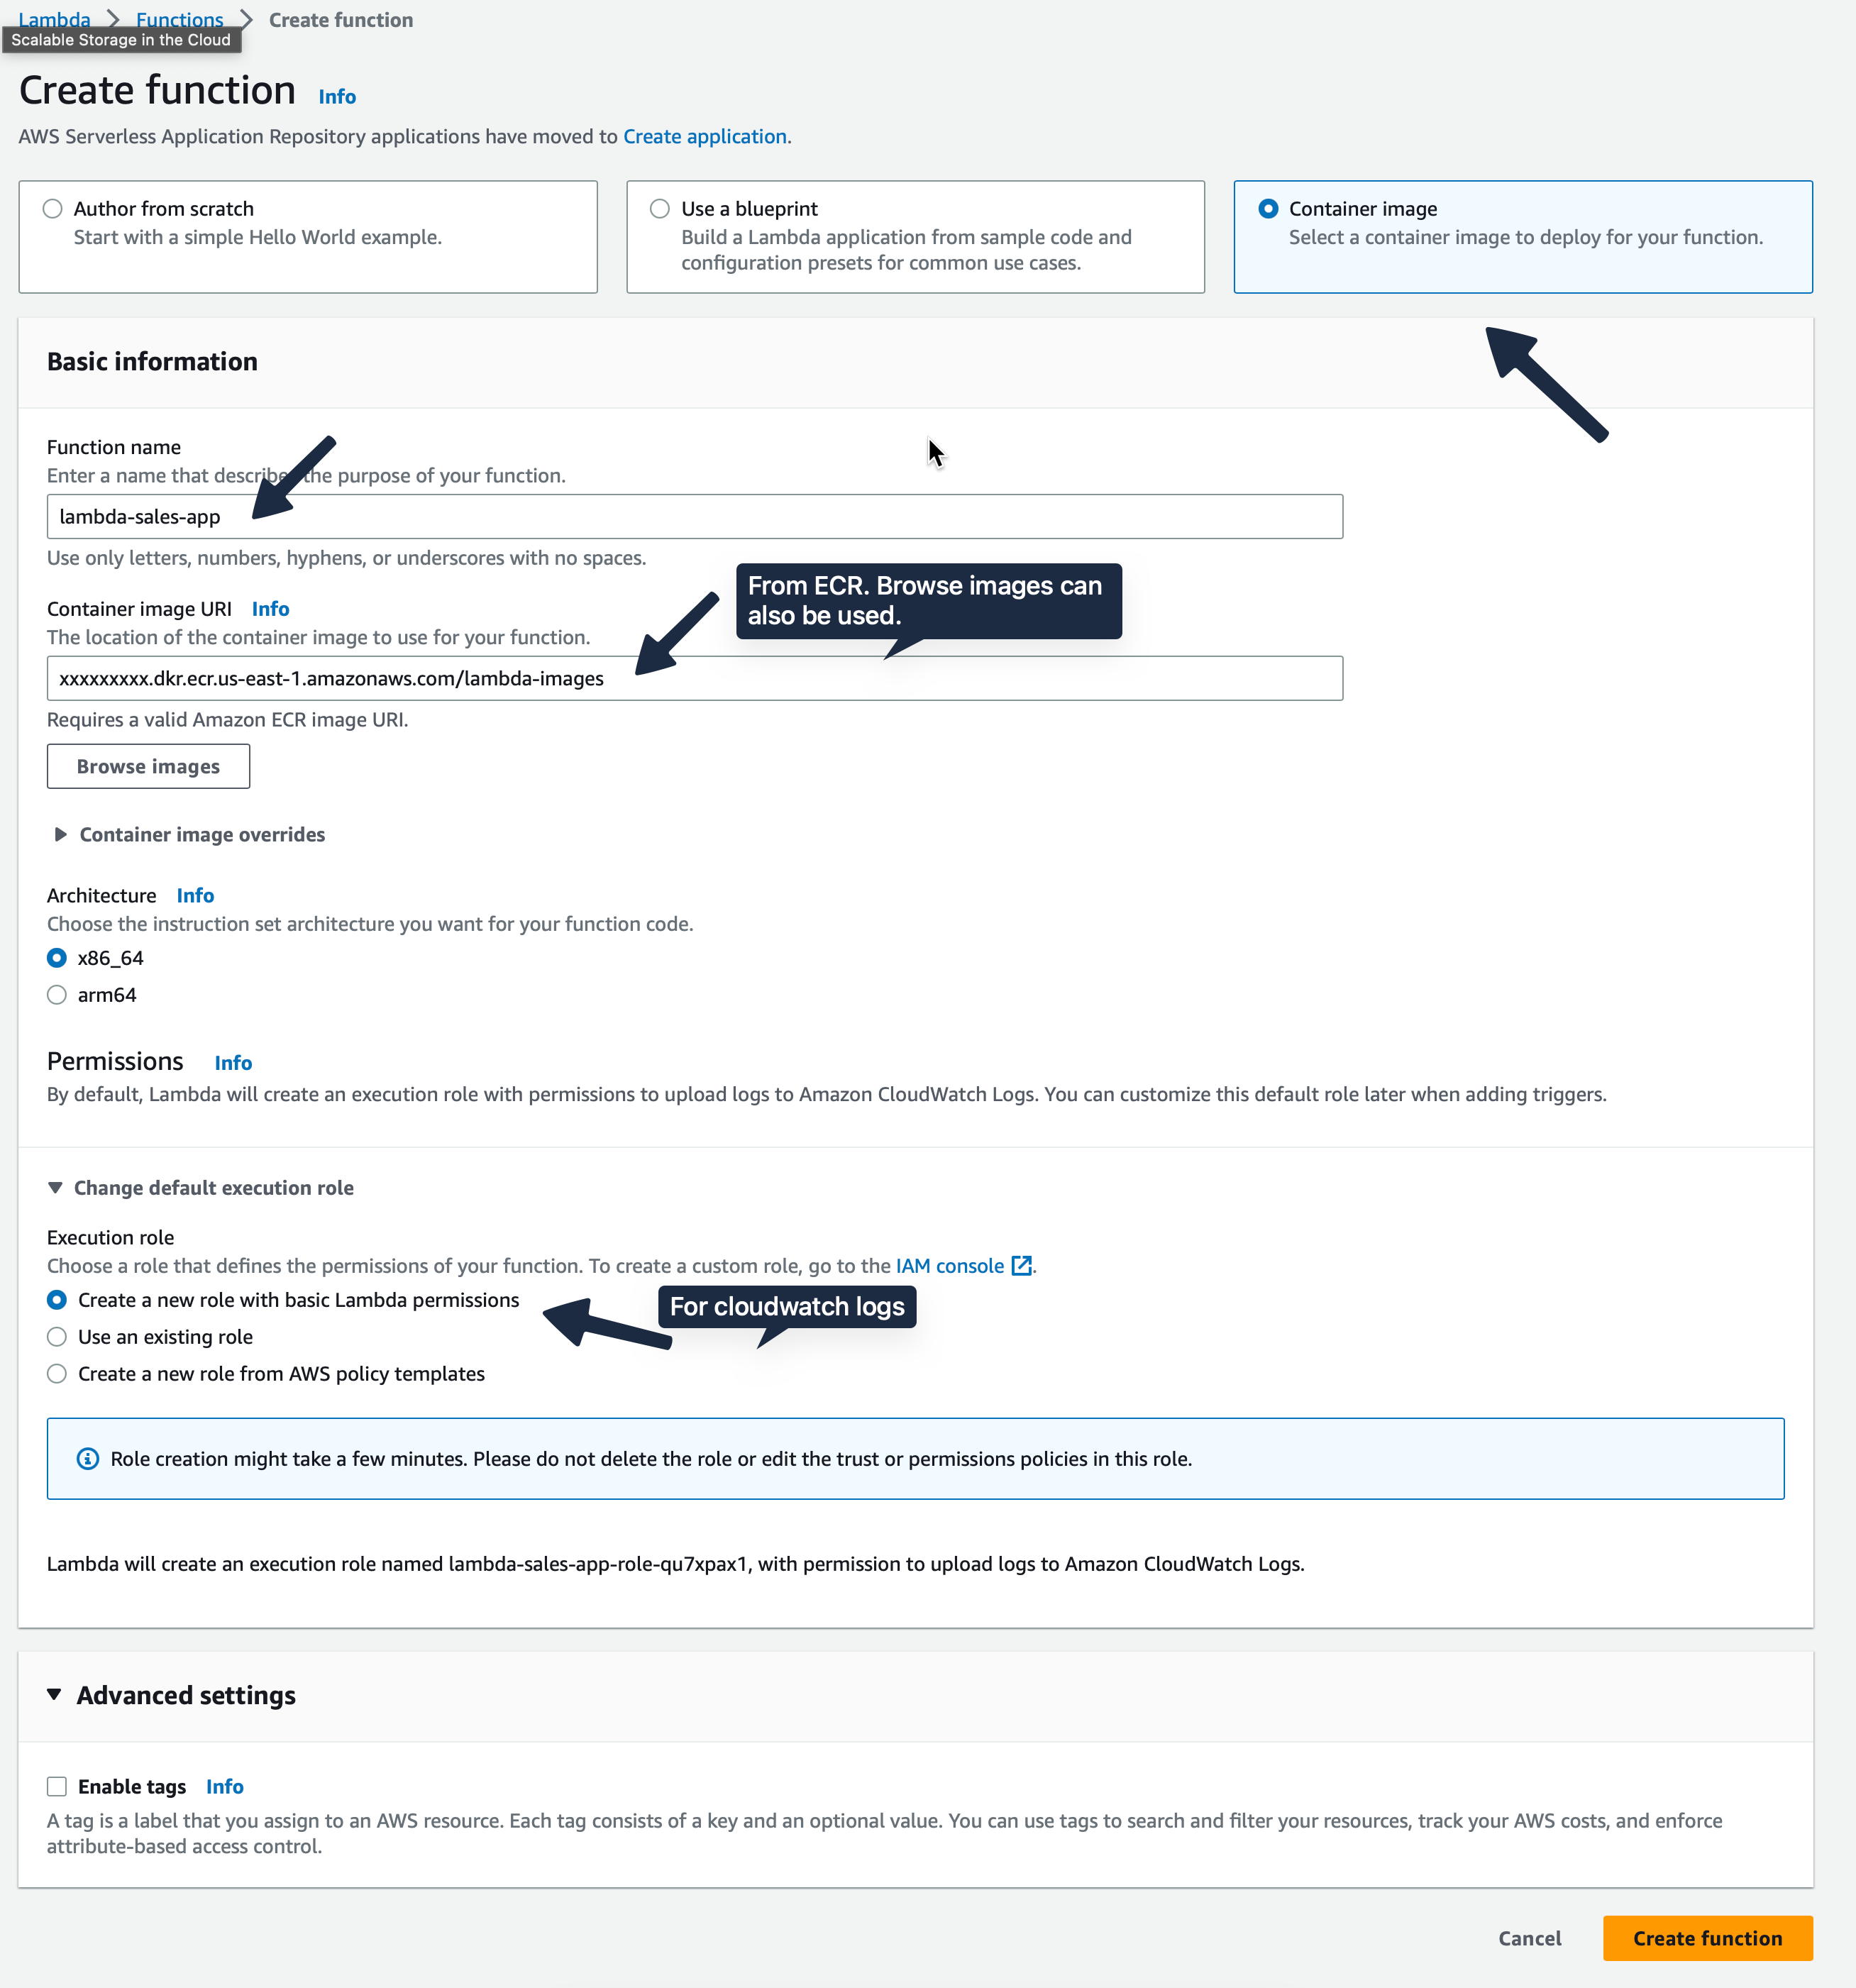 Lambda > Functions > Create function
Scalable Storage in the Cloud
Create function Info
AWS Serverless Application Repository applications have moved to Create application.
Author from scratch
Start with a simple Hello World example.
Use a blueprint
Build a Lambda application from sample code and
configuration presets for common use cases.
Container image
Select a container image to deploy for your function.
Basic information
Function name
Enter a name that describes the purpose of your function.
lambda-sales-app
Use only letters, numbers, hyphens, or underscores with no spaces.
From ECR. Browse images can
also be used.
Container image URI Info
The location of the container image to use for your function.
xxxxxxxxx.dkr.ecr.us-east-1.amazonaws.com/lambda-images
Requires a valid Amazon ECR image URI.
Browse images
Container image overrides
Architecture Info
Choose the instruction set architecture you want for your function code.
x86_64
arm64
Permissions Info
By default, Lambda will create an execution role with permissions to upload logs to Amazon CloudWatch Logs. You can customize this default role later when adding triggers.
Change default execution role
Execution role
Choose a role that defines the permissions of your function. To create a custom role, go to the IAM console.
Create a new role with basic Lambda permissions
For cloudwatch logs
Use an existing role
Create a new role from AWS policy templates
Role creation might take a few minutes. Please do not delete the role or edit the trust or permissions policies in this role.
Lambda will create an execution role named lambda-sales-app-role-qu7xpax1, with permission to upload logs to Amazon CloudWatch Logs.
Advanced settings
Enable tags Info
A tag is a label that you assign to an AWS resource. Each tag consists of a key and an optional value. You can use tags to search and filter your resources, track your AWS costs, and enforce
attribute-based access control.
Cancel
Create function